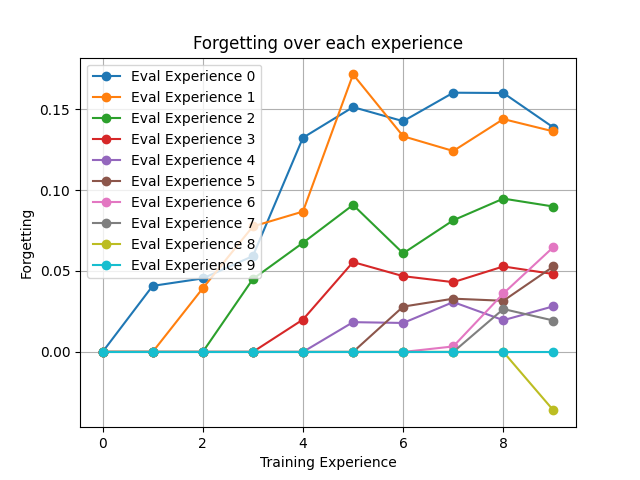 Forgetting over each experience
Eval Experience 0
Eval Experience 1
Eval Experience 2
Eval Experience 3
Eval Experience 4
Eval Experience 5
Eval Experience 6
Eval Experience 7
Eval Experience 8
Eval Experience 9
0.15
0.10
0.05
0.00
Forgetting
0 2 4 6 8
Training Experience